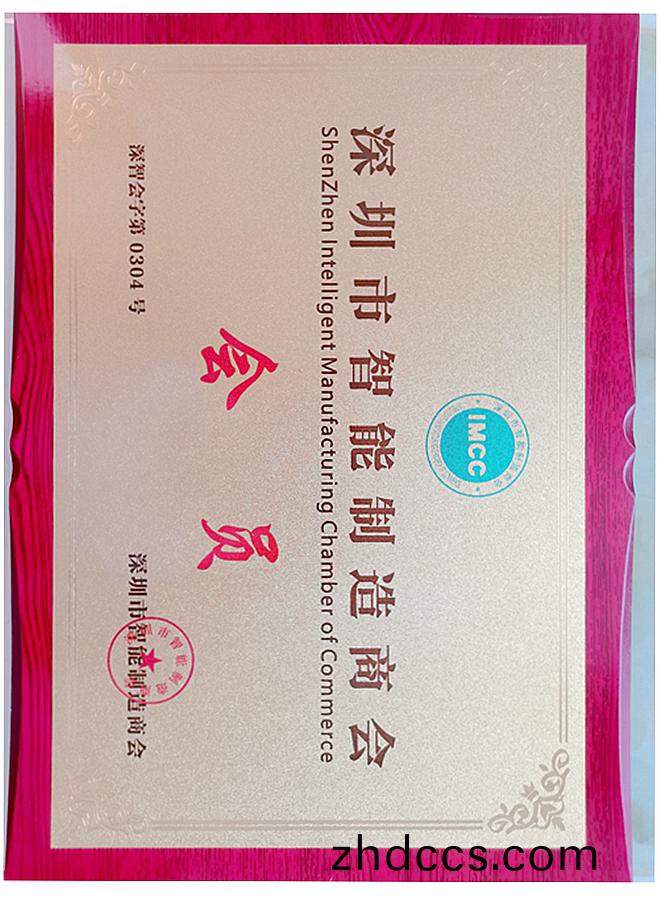 IMCC
深圳市智能制造商会
ShenZhen Intelligent Manufacturing Chamber of Commerce
会员
深智会字第 0304 号
深圳市智能制造商会
zhdccs.com